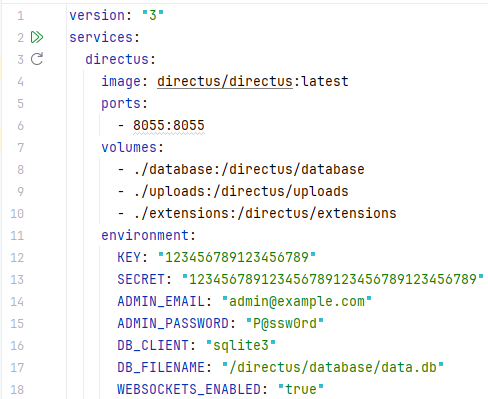 1 version: "3"
2 services:
3 directus:
4 image: directus/directus:latest
5 ports:
6 - 8055:8055
7 volumes:
8 - ./database:/directus/database
9 - ./uploads:/directus/uploads
10 - ./extensions:/directus/extensions
11 environment:
12 KEY: "123456789123456789"
13 SECRET: "123456789123456789123456789123456789"
14 ADMIN_EMAIL: "admin@example.com"
15 ADMIN_PASSWORD: "P@ssw0rd"
16 DB_CLIENT: "sqlite3"
17 DB_FILENAME: "/directus/database/data.db"
18 WEBSOCKETS_ENABLED: "true"